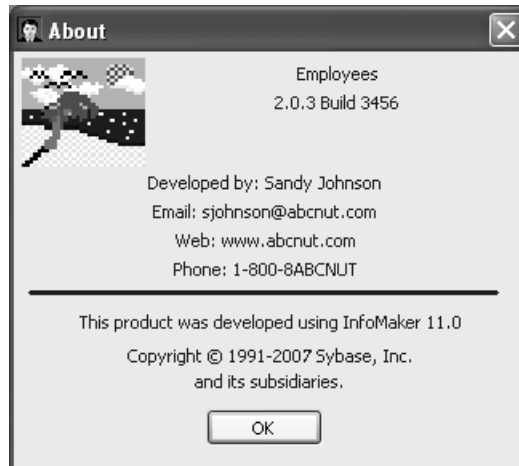 About
Employees
2.0.3 Build 3456
Developed by: Sandy Johnson
Email: sjohnson@abcnut.com
Web: www.abcnut.com
Phone: 1-800-8ABCNUT
This product was developed using InfoMaker 11.0
Copyright © 1991-2007 Sybase, Inc.
and its subsidiaries.
OK